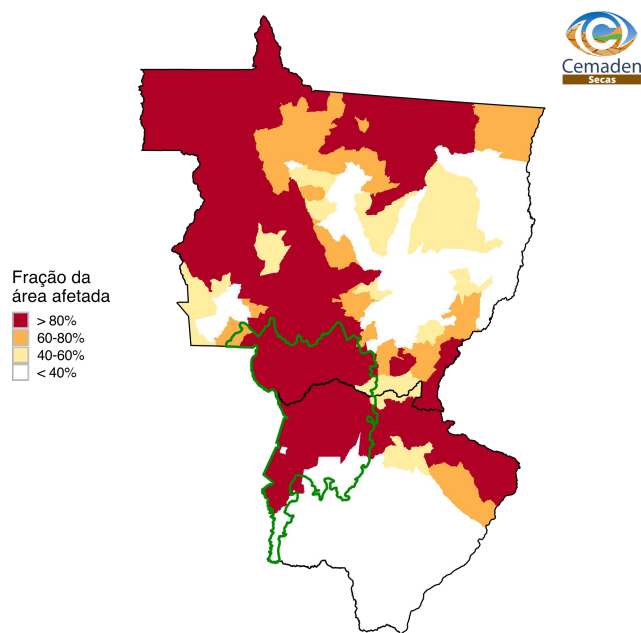 Cemaden
Secas
Fração da
área afetada
> 80%
60-80%
40-60%
< 40%